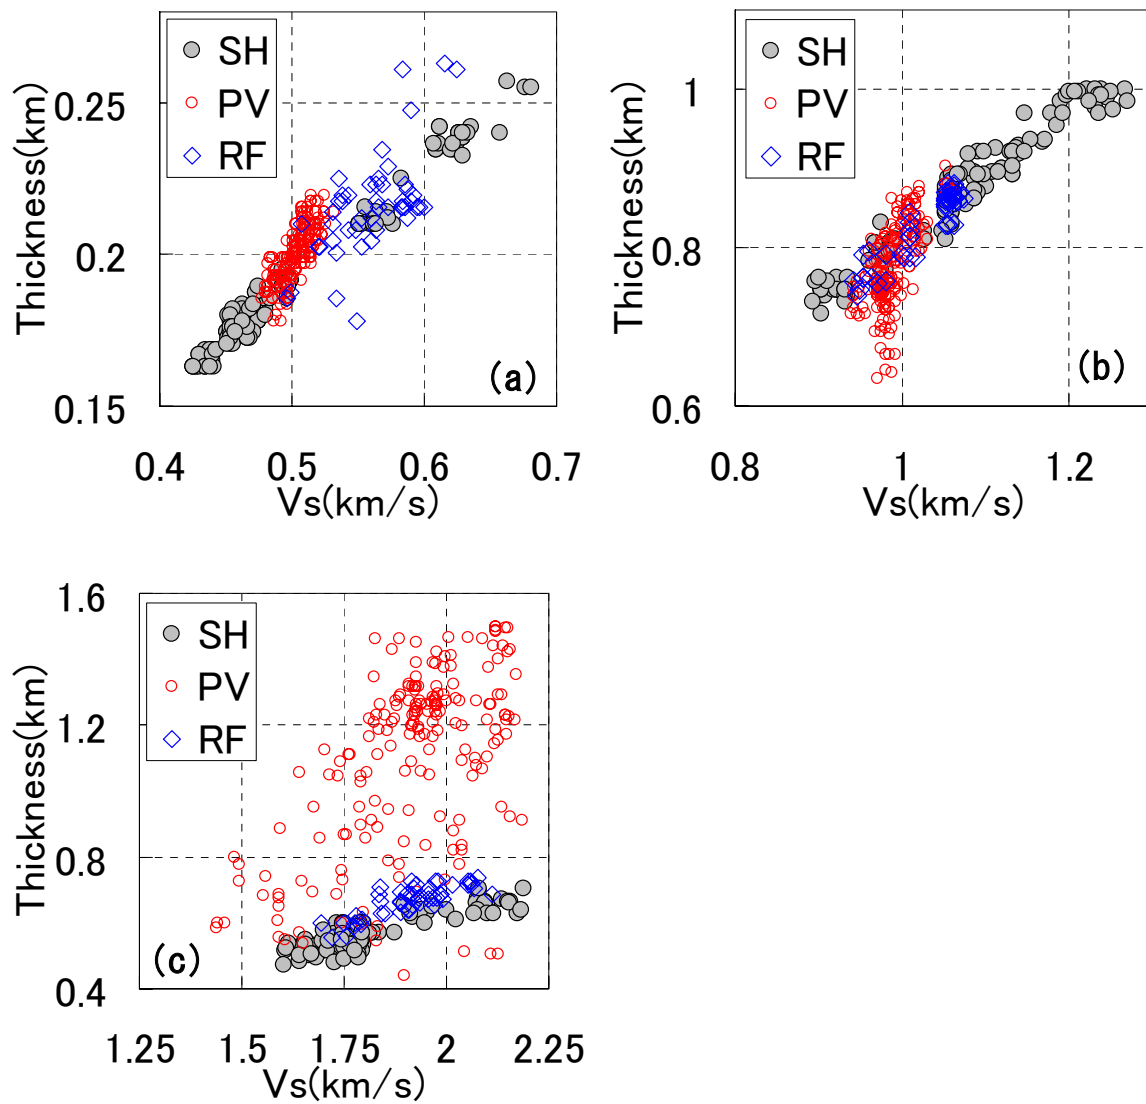 SH
PV
RF
Thickness(km)
0.25
0.2
0.15
(a)
0.4 0.5 0.6 0.7
Vs(km/s)
SH
PV
RF
Thickness(km)
1
0.8
0.6
(b)
0.8 1 1.2
Vs(km/s)
SH
PV
RF
Thickness(km)
1.6
1.2
0.8
0.4
(c)
1.25 1.5 1.75 2 2.25
Vs(km/s)